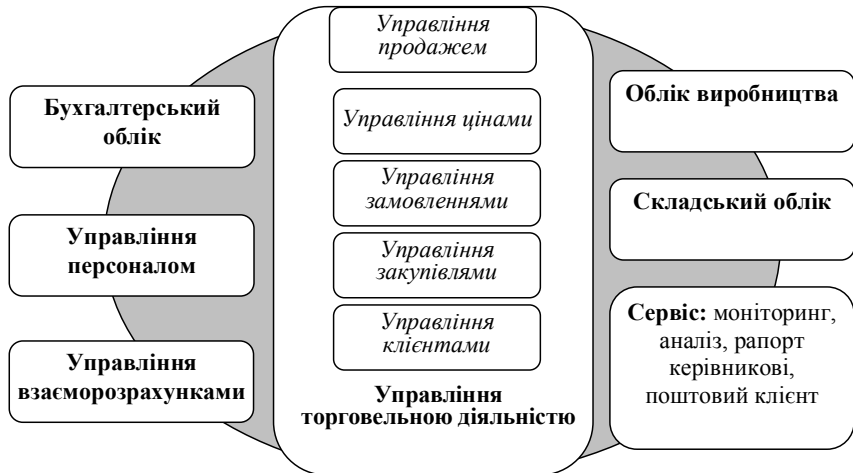 Бухгалтерський
облік
Управління
персоналом
Управління
взаєморозрахунками
Управління
продажем
Управління цінами
Управління
замовленнями
Управління
закупівлями
Управління
клієнтами
Управління
торговельною діяльністю
Облік виробництва
Складський облік
Сервіс: моніторинг,
аналіз, рапорт
керівникові,
поштовий клієнт